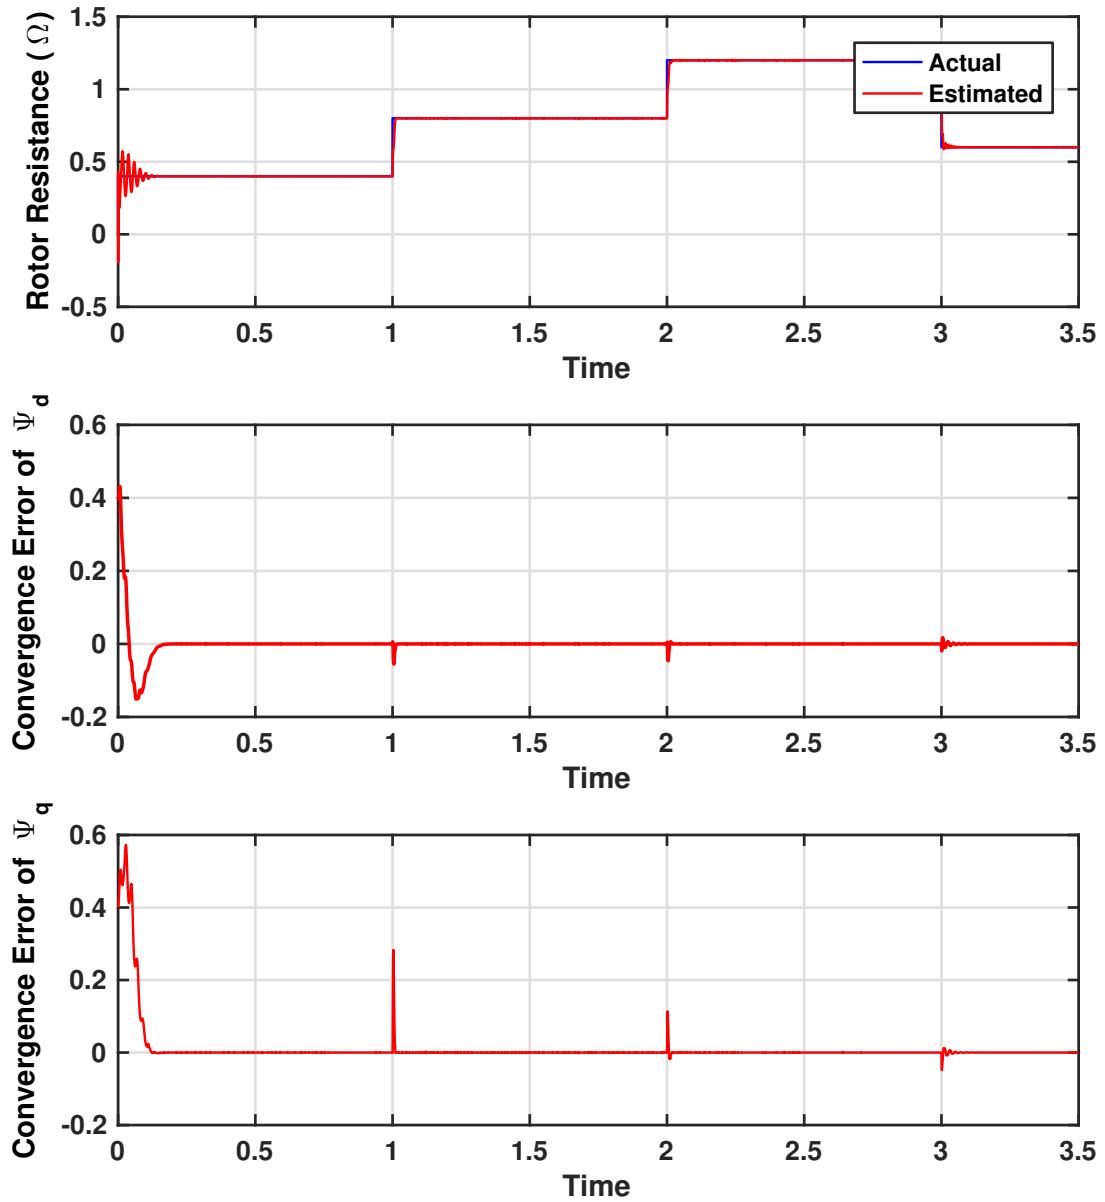 Rotor Resistance (Ω)
1.5
1
0.5
0
-0.5
0 0.5 1 1.5 2 2.5 3 3.5
Time
Actual
Estimated
Convergence Error of Ψ d
0.6
0.4
0.2
0
-0.2
0 0.5 1 1.5 2 2.5 3 3.5
Time
Convergence Error of Ψ q
0.6
0.4
0.2
0
-0.2
0 0.5 1 1.5 2 2.5 3 3.5
Time